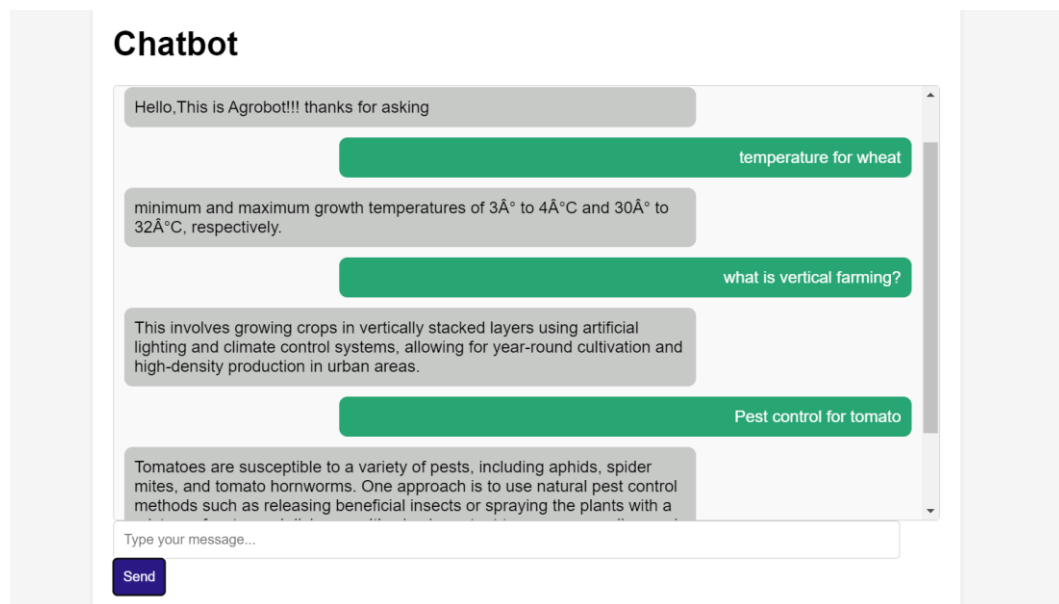 Chatbot
Hello,This is Agrobot!!! thanks for asking
temperature for wheat
minimum and maximum growth temperatures of 3Â° to 4Â°C and 30Â° to
32Â°C, respectively.
what is vertical farming?
This involves growing crops in vertically stacked layers using artificial
lighting and climate control systems, allowing for year-round cultivation and
high-density production in urban areas.
Pest control for tomato
Tomatoes are susceptible to a variety of pests, including aphids, spider
mites, and tomato hornworms. One approach is to use natural pest control
methods such as releasing beneficial insects or spraying the plants with a
Type your message...
Send